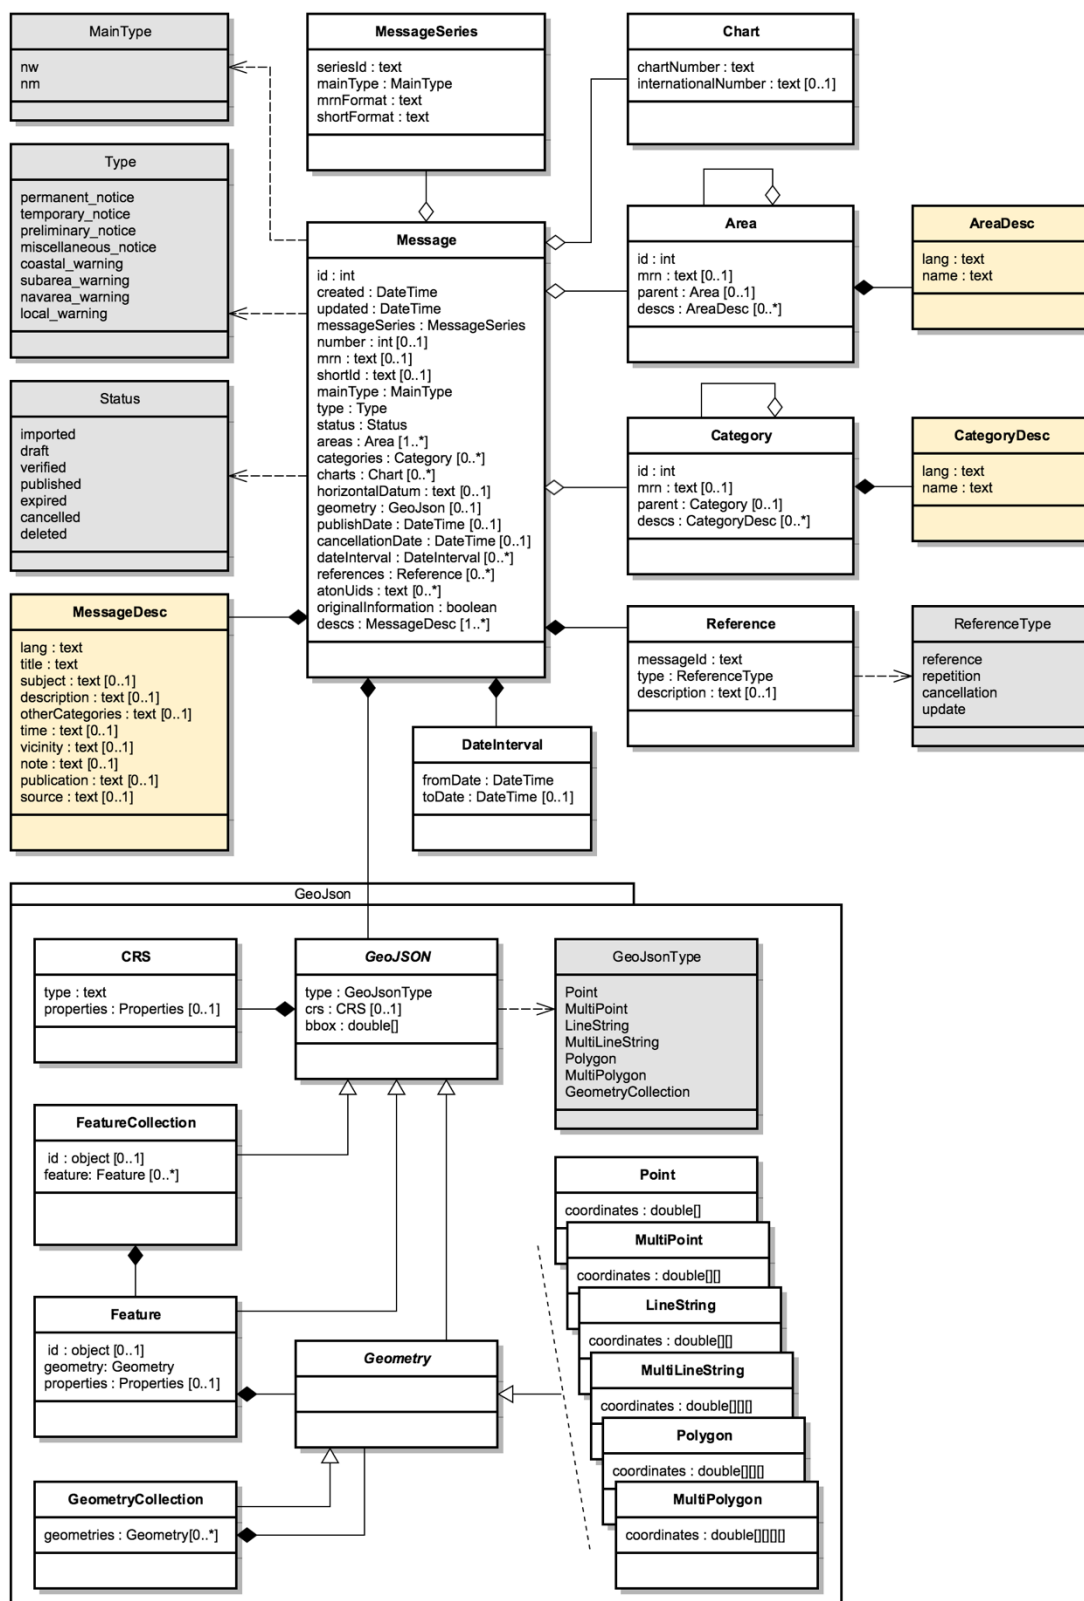 MainType
nw
nm
MessageSeries
seriesId : text
mainType : MainType
mrnFormat : text
shortFormat : text
Chart
chartNumber : text
internationalNumber : text [0..1]
Type
permanent_notice
temporary_notice
preliminary_notice
miscellaneous_notice
coastal_warning
subarea_warning
navarea_warning
local_warning
Message
id : int
created : DateTime
updated : DateTime
messageSeries : MessageSeries
number : int [0..1]
mrn : text [0..1]
shortId : text [0..1]
mainType : MainType
type : Type
status : Status
areas : Area [1..*]
categories : Category [0..*]
charts : Chart [0..*]
horizontalDatum : text [0..1]
geometry : GeoJson [0..1]
publishDate : DateTime [0..1]
cancellationDate : DateTime [0..1]
dateInterval : DateInterval [0..*]
references : Reference [0..*]
atonUids : text [0..*]
originalInformation : boolean
descs : MessageDesc [1..*]
Area
id : int
mrn : text [0..1]
parent : Area [0..1]
descs : AreaDesc [0..*]
AreaDesc
lang : text
name : text
Status
imported
draft
verified
published
expired
cancelled
deleted
Category
id : int
mrn : text [0..1]
parent : Category [0..1]
descs : CategoryDesc [0..*]
CategoryDesc
lang : text
name : text
MessageDesc
lang : text
title : text
subject : text [0..1]
description : text [0..1]
otherCategories : text [0..1]
time : text [0..1]
vicinity : text [0..1]
note : text [0..1]
publication : text [0..1]
source : text [0..1]
Reference
messageId : text
type : ReferenceType
description : text [0..1]
ReferenceType
reference
repetition
cancellation
update
DateInterval
fromDate : DateTime
toDate : DateTime [0..1]
GeoJson
CRS
type : text
properties : Properties [0..1]
GeoJSON
type : GeoJsonType
crs : CRS [0..1]
bbox : double[]
GeoJsonType
Point
MultiPoint
LineString
MultiLineString
Polygon
MultiPolygon
GeometryCollection
FeatureCollection
id : object [0..1]
feature: Feature [0..*]
Point
coordinates : double[]
MultiPoint
coordinates : double[][]
LineString
coordinates : double[][]
MultiLineString
coordinates : double[][][]
Polygon
coordinates : double[][][]
MultiPolygon
coordinates : double[][][][]
Feature
id : object [0..1]
geometry: Geometry
properties : Properties [0..1]
Geometry
GeometryCollection
geometries : Geometry[0..*]